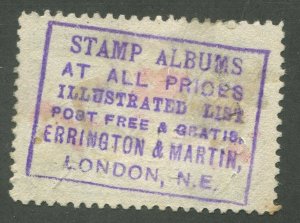 STAMP ALBUMS
AT ALL PRICES
ILLUSTRATED LIST
POST FREE & GRATIS.
ERRINGTON & MARTIN,
LONDON, N.E.